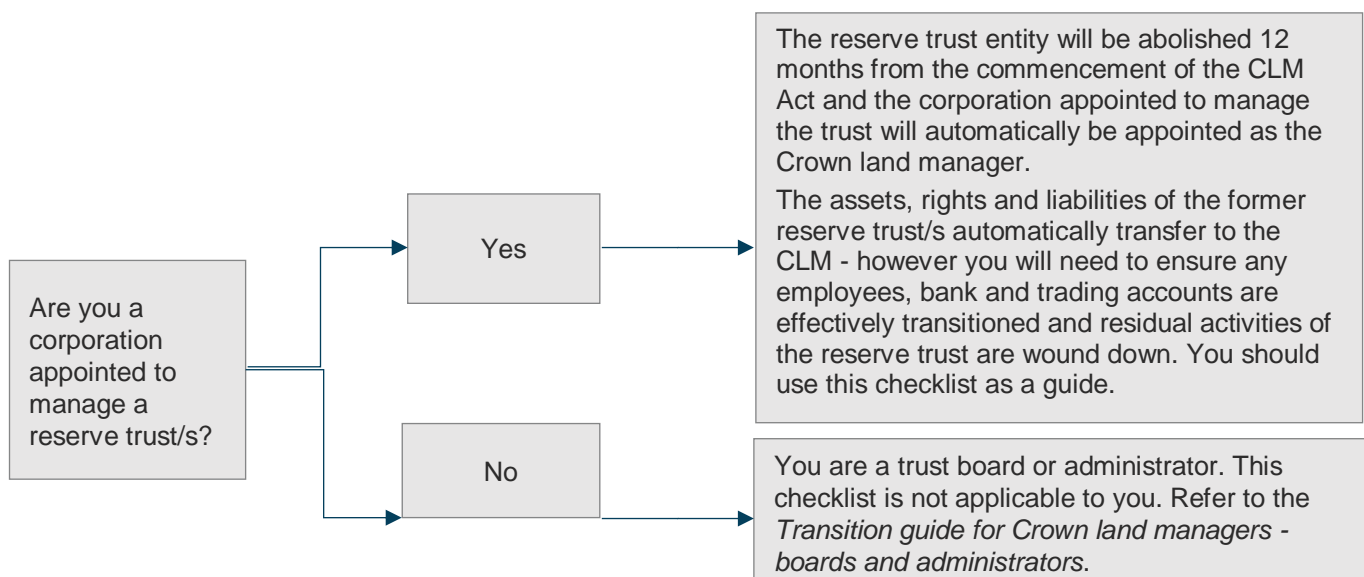 Are you a
corporation
appointed to
manage a
reserve trust/s?
Yes
The reserve trust entity will be abolished 12
months from the commencement of the CLM
Act and the corporation appointed to manage
the trust will automatically be appointed as the
Crown land manager.
The assets, rights and liabilities of the former
reserve trust/s automatically transfer to the
CLM - however you will need to ensure any
employees, bank and trading accounts are
effectively transitioned and residual activities of
the reserve trust are wound down. You should
use this checklist as a guide.
No
You are a trust board or administrator. This
checklist is not applicable to you. Refer to the
Transition guide for Crown land managers -
boards and administrators.